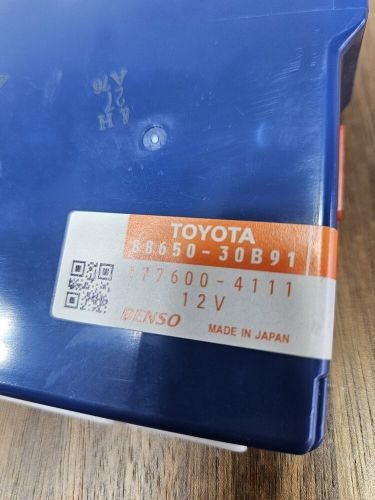 TOYOTA
88650-30B91
177600-4111
12V
DENSO MADE IN JAPAN